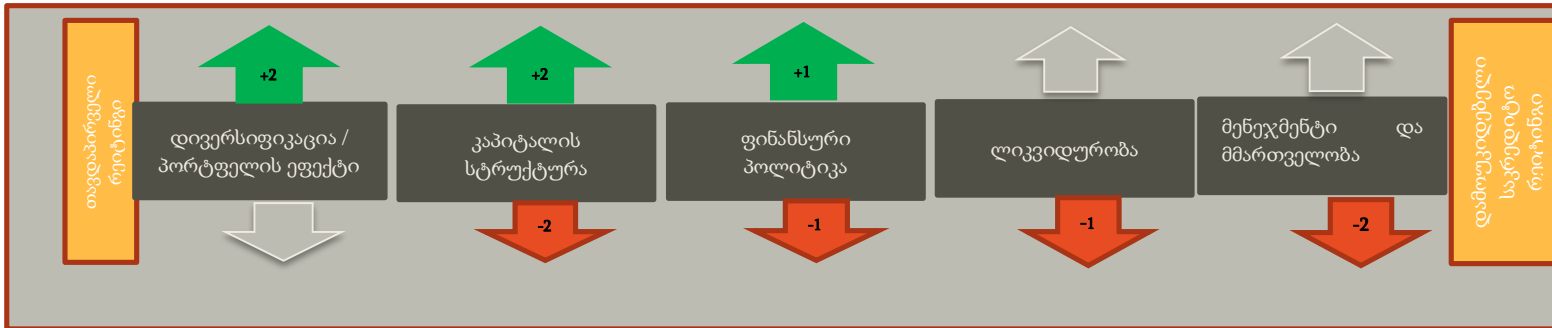 თავდაპირველი
რეიტინგი
+2
დივერსიფიკაცია /
პორტფელის ეფექტი
+2
კაპიტალის
სტრუქტურა
-2
+1
ფინანსური
პოლიტიკა
-1
ლიკვიდურობა
-1
მენეჯმენტი და
მმართველობა
-2
დამოუკიდებელი
საკრედიტო
რეიტინგი